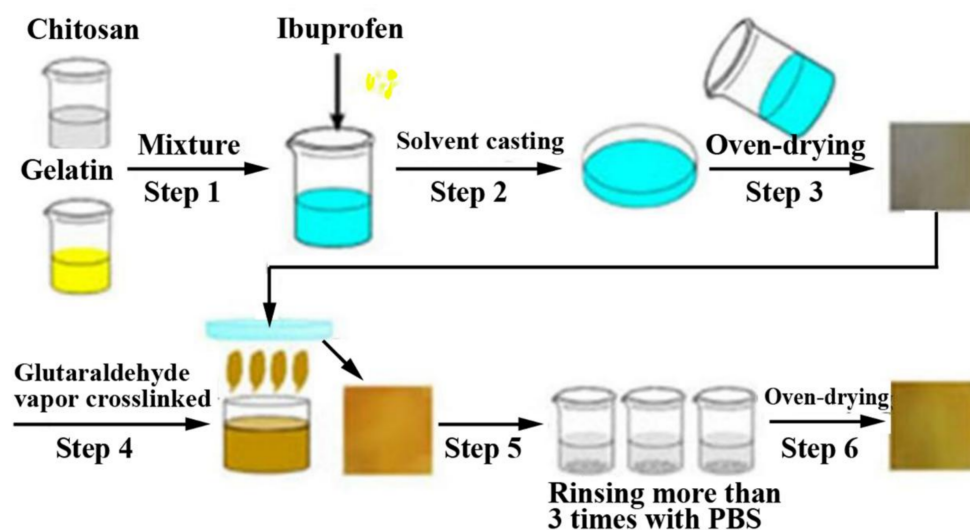 Chitosan
Ibuprofen
Gelatin
Mixture
Step 1
Solvent casting
Step 2
Oven-drying
Step 3
Glutaraldehyde
vapor crosslinked
Step 4
Step 5
Rinsing more than
3 times with PBS
Oven-drying
Step 6